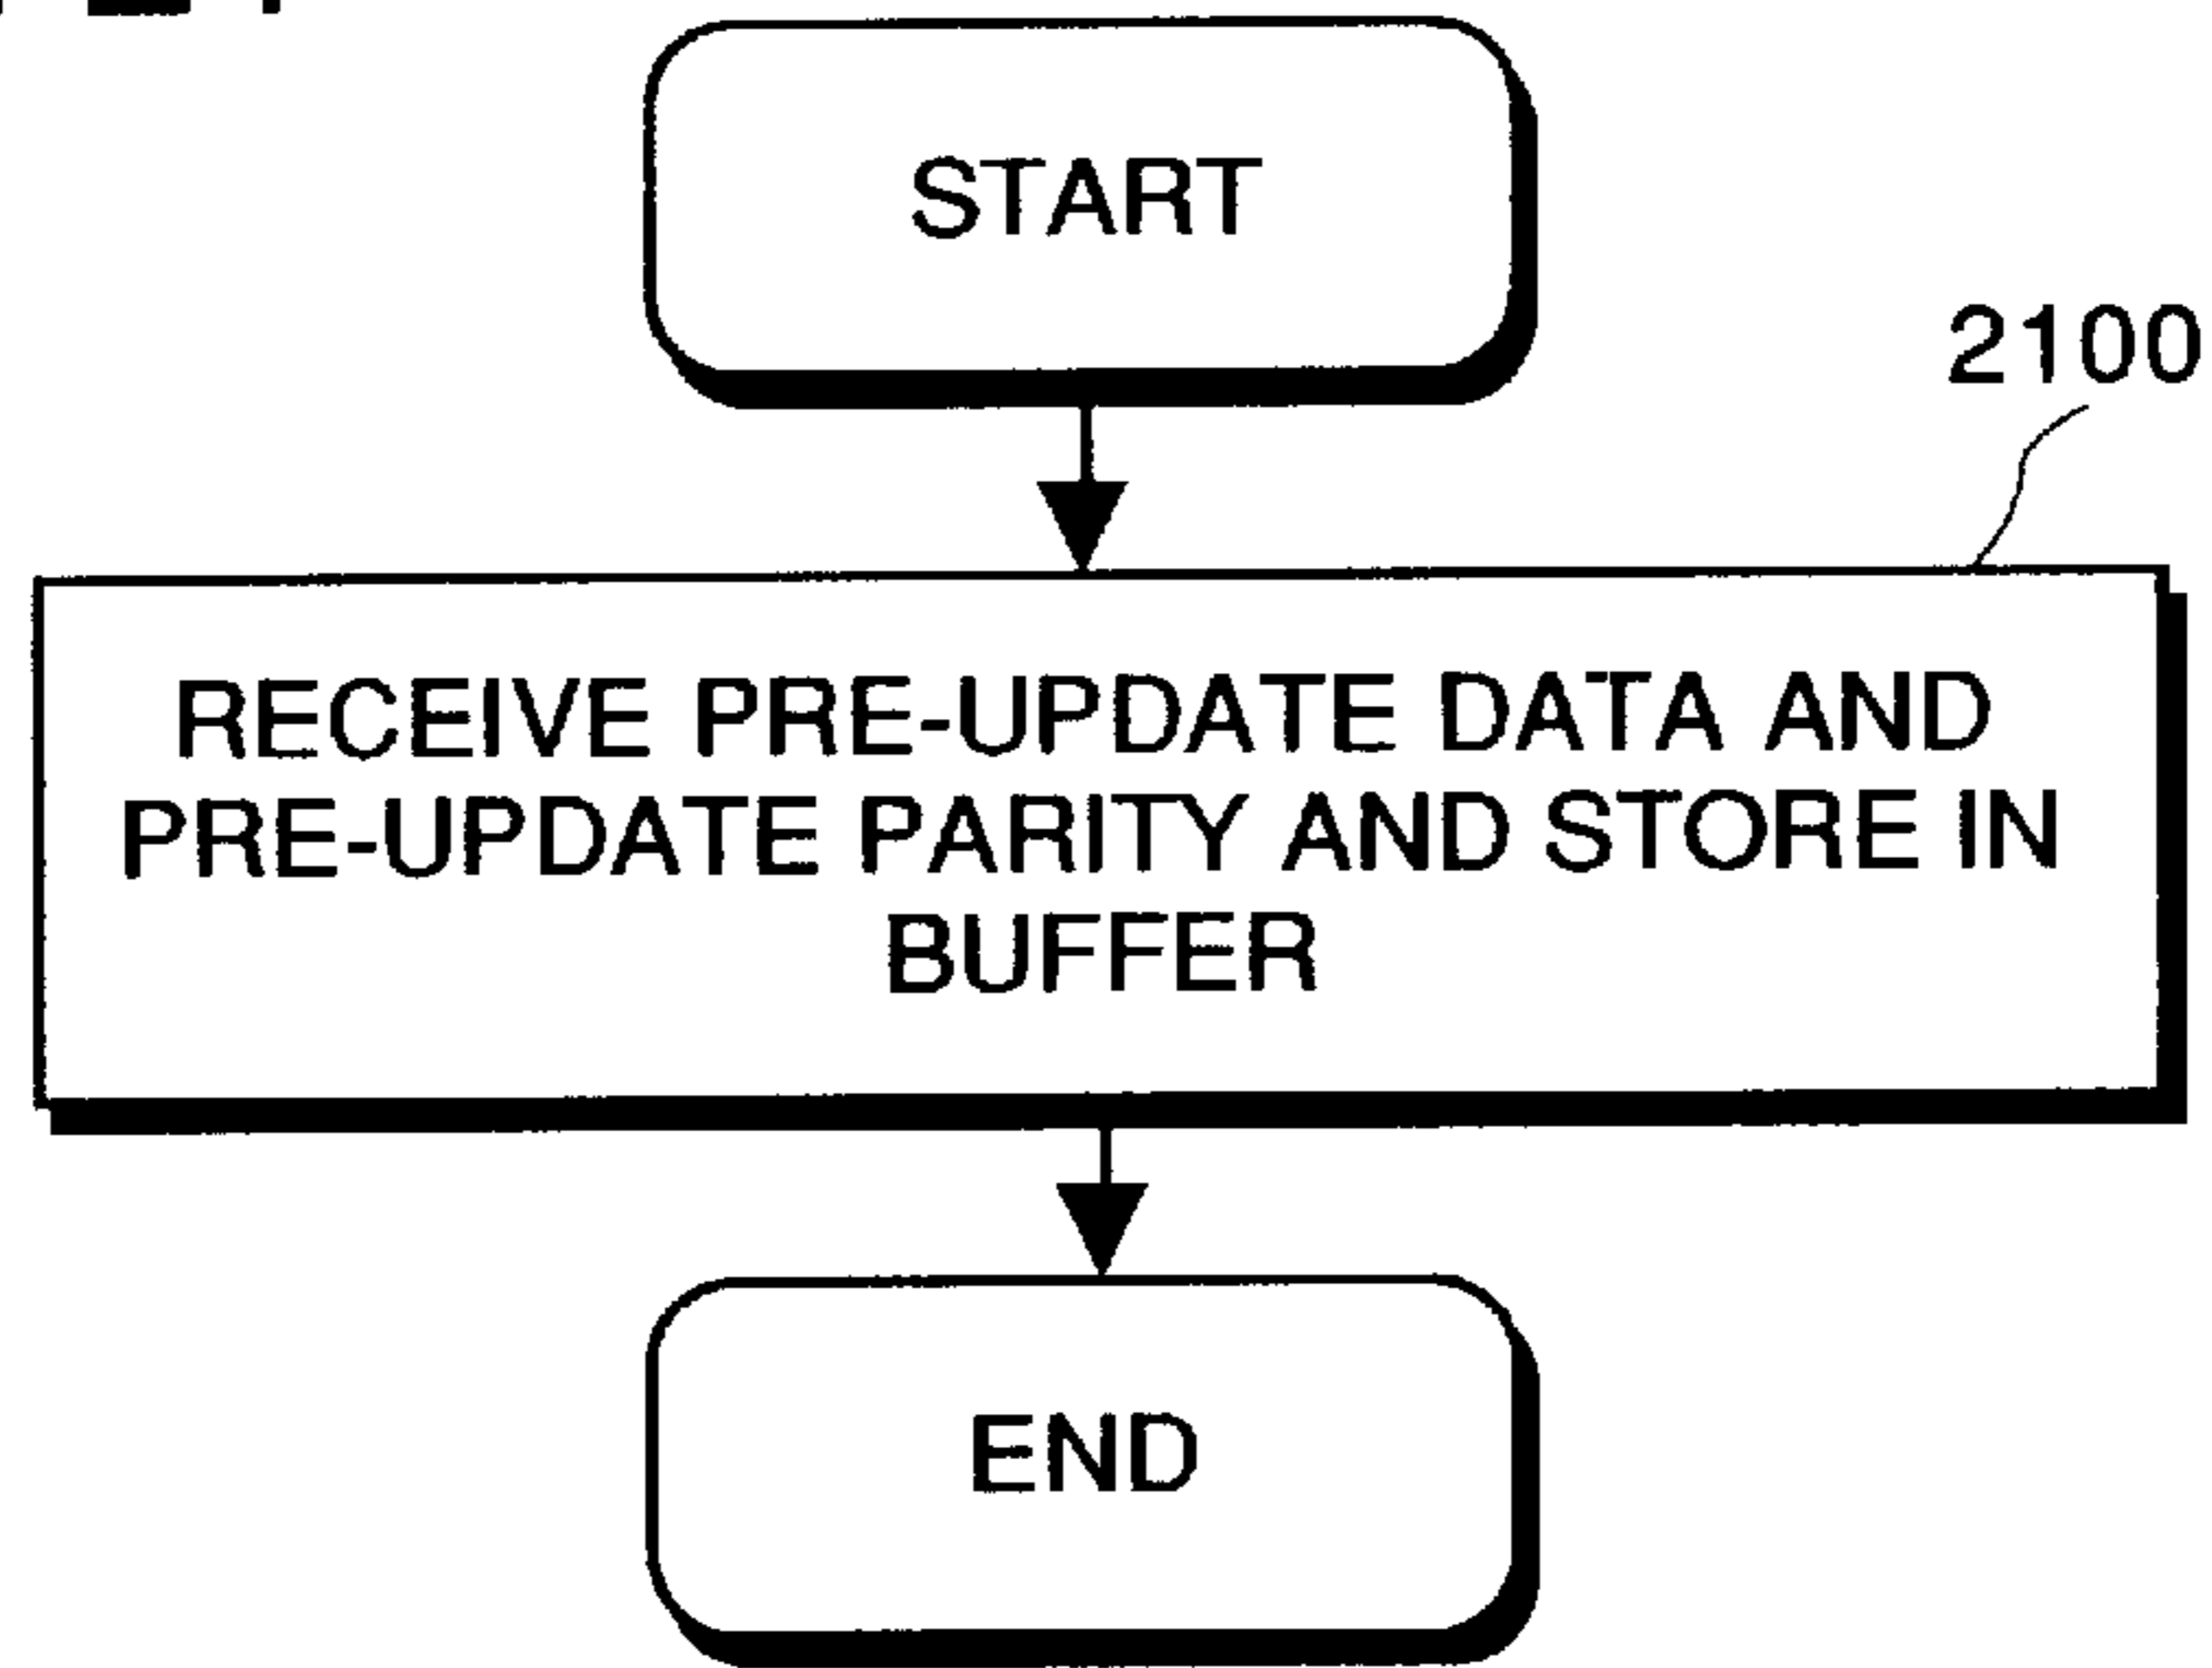 START
2100
RECEIVE PRE-UPDATE DATA AND
PRE-UPDATE PARITY AND STORE IN
BUFFER
END